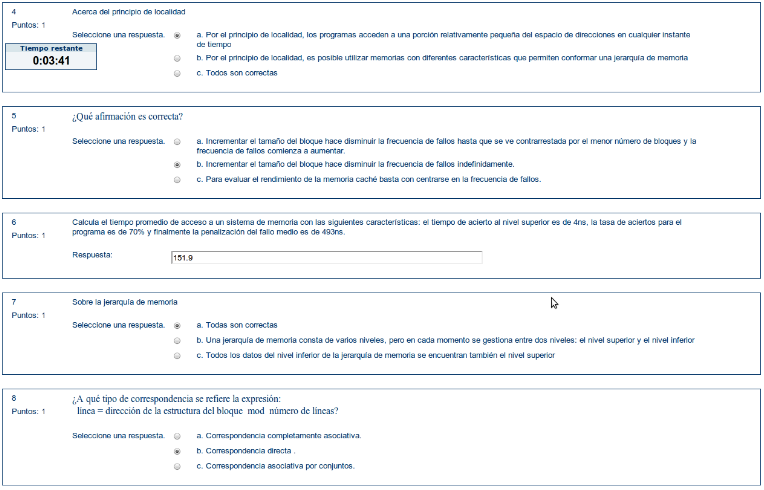 4
Acerca del principio de localidad
Puntos: 1
Seleccione una respuesta.
a. Por el principio de localidad, los programas acceden a una porción relativamente pequeña del espacio de direcciones en cualquier instante
de tiempo
Tiempo restante
0:03:41
b. Por el principio de localidad, es posible utilizar memorias con diferentes características que permiten conformar una jerarquía de memoria
c. Todos son correctas
5
¿Qué afirmación es correcta?
Puntos: 1
Seleccione una respuesta.
a. Incrementar el tamaño del bloque hace disminuir la frecuencia de fallos hasta que se ve contrarrestada por el menor número de bloques y la
frecuencia de fallos comienza a aumentar.
b. Incrementar el tamaño del bloque hace disminuir la frecuencia de fallos indefinidamente.
c. Para evaluar el rendimiento de la memoria caché basta con centrarse en la frecuencia de fallos.
6
Calcula el tiempo promedio de acceso a un sistema de memoria con las siguientes características: el tiempo de acierto al nivel superior es de 4ns, la tasa de aciertos para el
programa es de 70% y finalmente la penalización del fallo medio es de 493ns.
Puntos: 1
Respuesta:
151.9
7
Sobre la jerarquía de memoria
Puntos: 1
Seleccione una respuesta.
a. Todas son correctas
b. Una jerarquía de memoria consta de varios niveles, pero en cada momento se gestiona entre dos niveles: el nivel superior y el nivel inferior
c. Todos los datos del nivel inferior de la jerarquía de memoria se encuentran también el nivel superior
8
¿A qué tipo de correspondencia se refiere la expresión:
línea = dirección de la estructura del bloque mod número de líneas?
Puntos: 1
Seleccione una respuesta.
a. Correspondencia completamente asociativa.
b. Correspondencia directa .
c. Correspondencia asociativa por conjuntos.